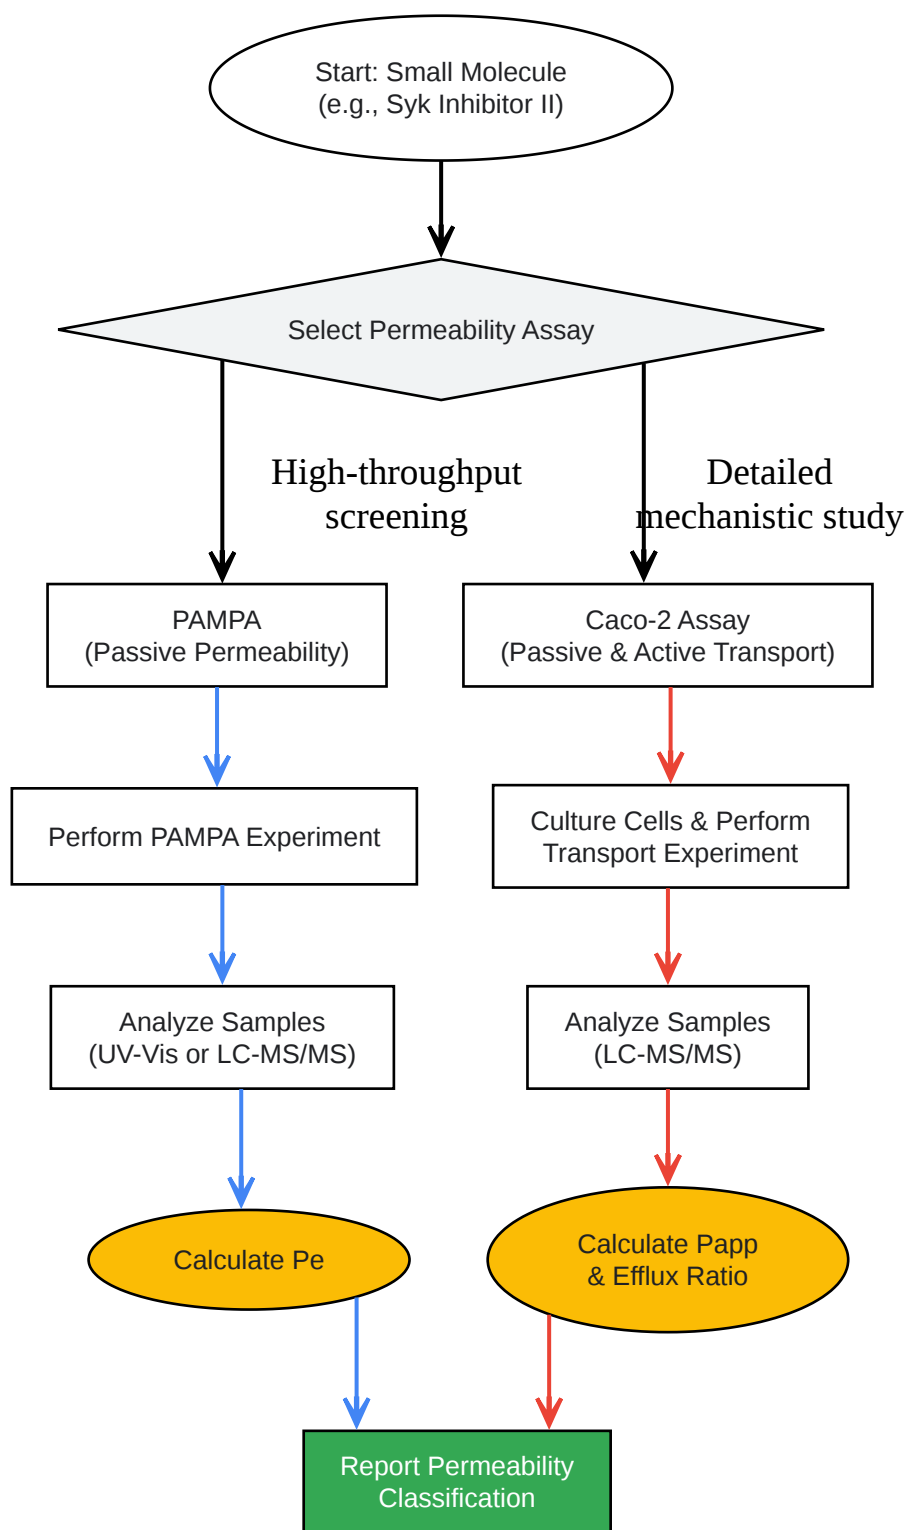 Start: Small Molecule
(e.g., Syk Inhibitor II)
Select Permeability Assay
High-throughput
screening
Detailed
mechanistic study
PAMPA
(Passive Permeability)
Caco-2 Assay
(Passive & Active Transport)
Perform PAMPA Experiment
Culture Cells & Perform
Transport Experiment
Analyze Samples
(UV-Vis or LC-MS/MS)
Analyze Samples
(LC-MS/MS)
Calculate Pe
Calculate Papp
& Efflux Ratio
Report Permeability
Classification